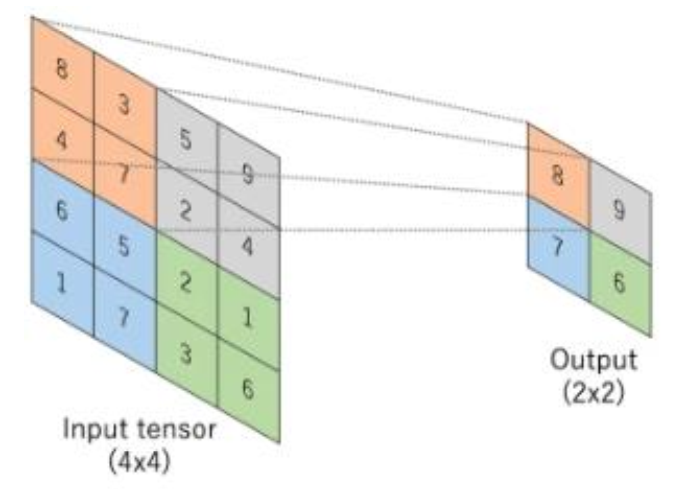 8 3 5 9
4 7 2 4
6 5 2 1
1 7 3 6
8 9
7 6
Input tensor
(4x4)
Output
(2x2)